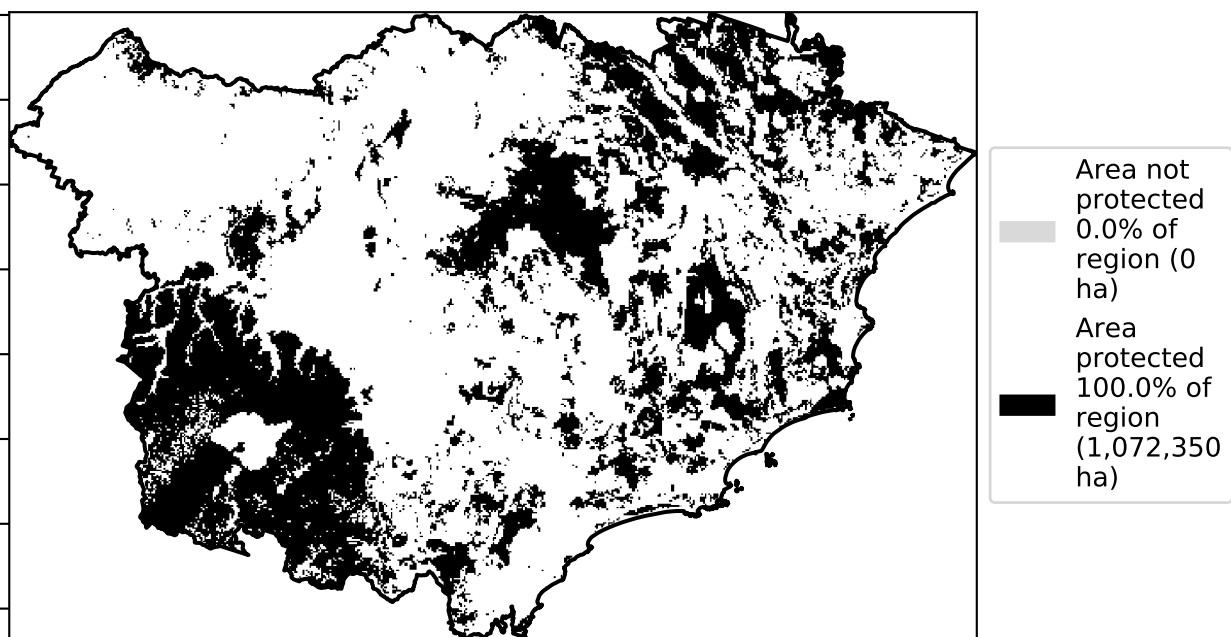 Area not
protected
0.0% of
region (0
ha)
Area
protected
100.0% of
region
(1,072,350
ha)